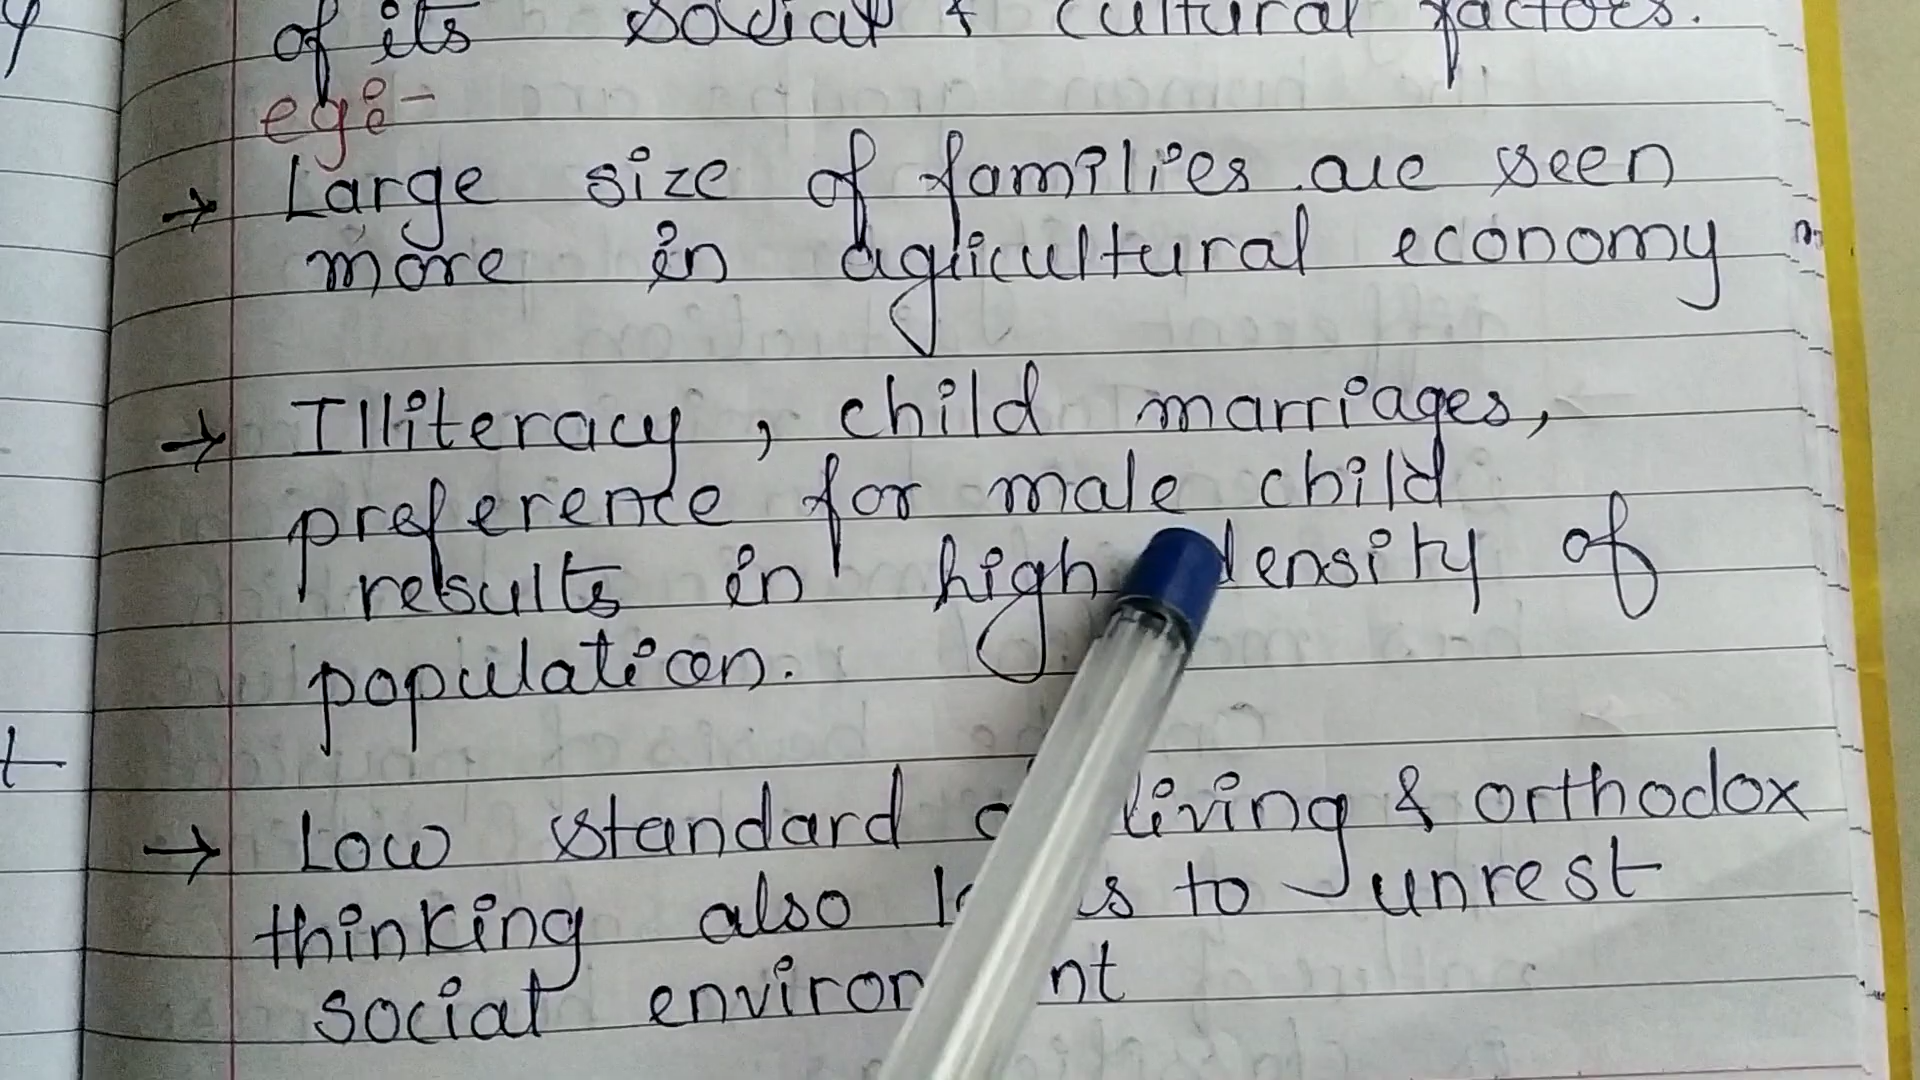 of its social & cultural factors.
eg:-
→ Large size of families are seen
more in agricultural economy
→ Illiteracy, child marriages,
preference for male child
results in high density of
population.
→ Low standard living & orthodox
thinking also to unrest
social